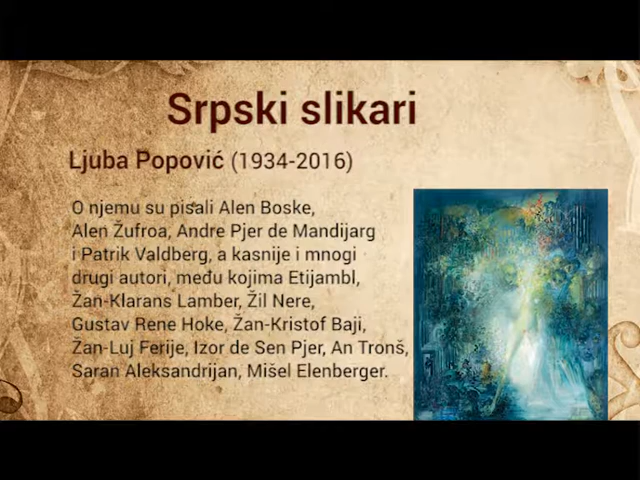 Srpski slikari
Ljuba Popović (1934-2016)
O njemu su pisali Alen Boske,
Alen Žufroa, Andre Pjer de Mandijarg
i Patrik Valdberg, a kasnije i mnogi
drugi autori, među kojima Etijambl,
Žan-Klarans Lamber, Žil Nere,
Gustav Rene Hoke, Žan-Kristof Baji,
Žan-Luj Ferije, Izor de Sen Pjer, An Tronš,
Saran Aleksandrijan, Mišel Elenberger.